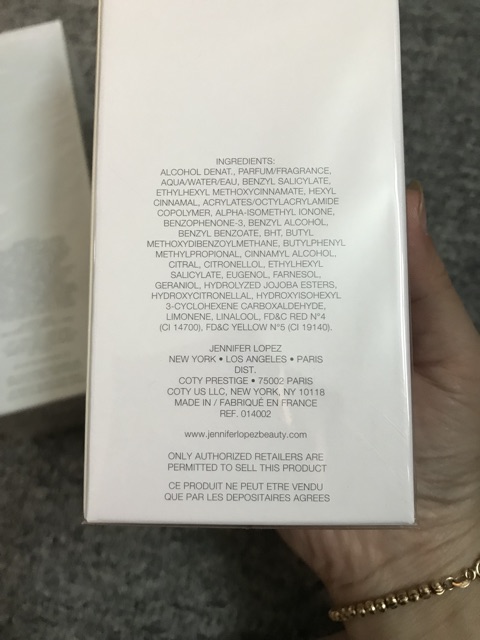 INGREDIENTS:
ALCOHOL DENAT., PARFUM/FRAGRANCE,
AQUA/WATER/EAU, BENZYL SALICYLATE,
ETHYLHEXYL METHOXYCINNAMATE, HEXYL
CINNAMAL, ACRYLATES/OCTYLACRYLAMIDE
COPOLYMER, ALPHA-ISOMETHYL IONONE,
BENZOPHENONE-3, BENZYL ALCOHOL,
BENZYL BENZOATE, BHT, BUTYL
METHOXYDIBENZOYLMETHANE, BUTYLPHENYL
METHYLPROPIONAL, CINNAMYL ALCOHOL,
CITRAL, CITRONELLOL, ETHYLHEXYL
SALICYLATE, EUGENOL, FARNESOL,
GERANIOL, HYDROLYZED JOJOBA ESTERS,
HYDROXYCITRONELLAL, HYDROXYISOHEXYL
3-CYCLOHEXENE CARBOXALDEHYDE,
LIMONENE, LINALOOL, FD&C RED N°4
(CI 14700), FD&C YELLOW N°5 (CI 19140).
JENNIFER LOPEZ
NEW YORK • LOS ANGELES • PARIS
DIST.
COTY PRESTIGE • 75002 PARIS
COTY US LLC, NEW YORK, NY 10118
MADE IN / FABRIQUÉ EN FRANCE
REF. 014002
www.jenniferlopezbeauty.com
ONLY AUTHORIZED RETAILERS ARE
PERMITTED TO SELL THIS PRODUCT
CE PRODUIT NE PEUT ETRE VENDU
QUE PAR LES DEPOSITAIRES AGREES